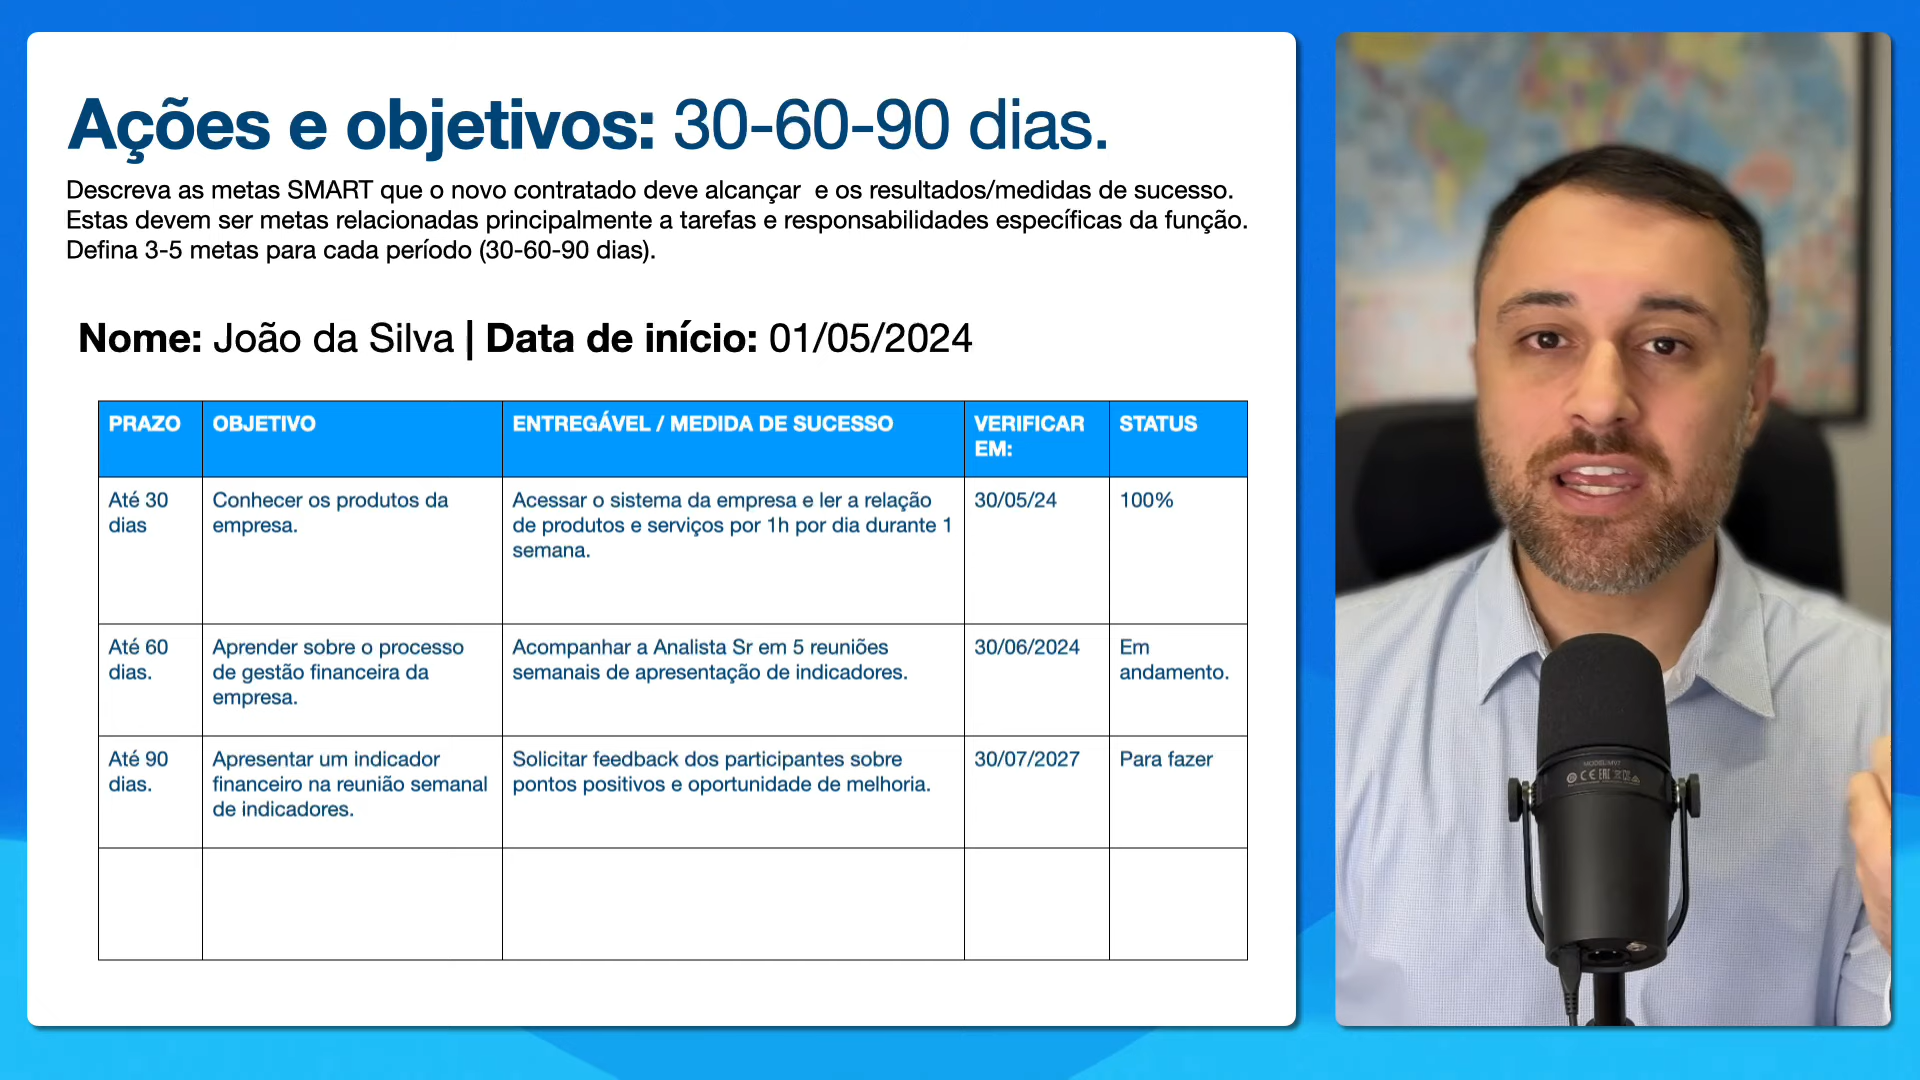 Ações e objetivos: 30-60-90 dias.
Descreva as metas SMART que o novo contratado deve alcançar  e os resultados/medidas de sucesso.
Estas devem ser metas relacionadas principalmente a tarefas e responsabilidades específicas da função.
Defina 3-5 metas para cada período (30-60-90 dias).
Nome: João da Silva | Data de início: 01/05/2024
PRAZO
OBJETIVO
ENTREGÁVEL / MEDIDA DE SUCESSO
VERIFICAR
EM:
STATUS
Até 30
dias
Conhecer os produtos da
empresa.
Acessar o sistema da empresa e ler a relação
de produtos e serviços por 1h por dia durante 1
semana.
30/05/24
100%
Até 60
dias.
Aprender sobre o processo
de gestão financeira da
empresa.
Acompanhar a Analista Sr em 5 reuniões
semanais de apresentação de indicadores.
30/06/2024
Em
andamento.
Até 90
dias.
Apresentar um indicador
financeiro na reunião semanal
de indicadores.
Solicitar feedback dos participantes sobre
pontos positivos e oportunidade de melhoria.
30/07/2027
Para fazer